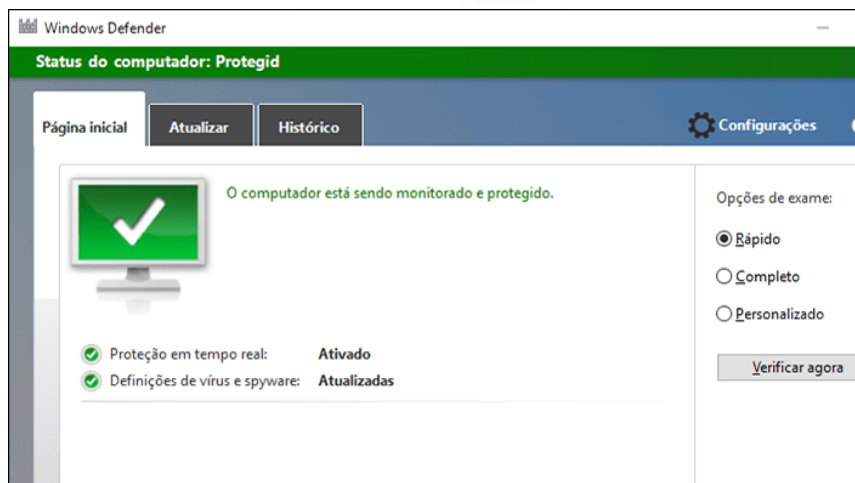 Windows Defender
Status do computador: Protegid
Página inicial
Atualizar
Histórico
Configurações
O computador está sendo monitorado e protegido.
Opções de exame:
Rápido
Completo
Personalizado
Verificar agora
Proteção em tempo real: Ativado
Definições de vírus e spyware: Atualizadas